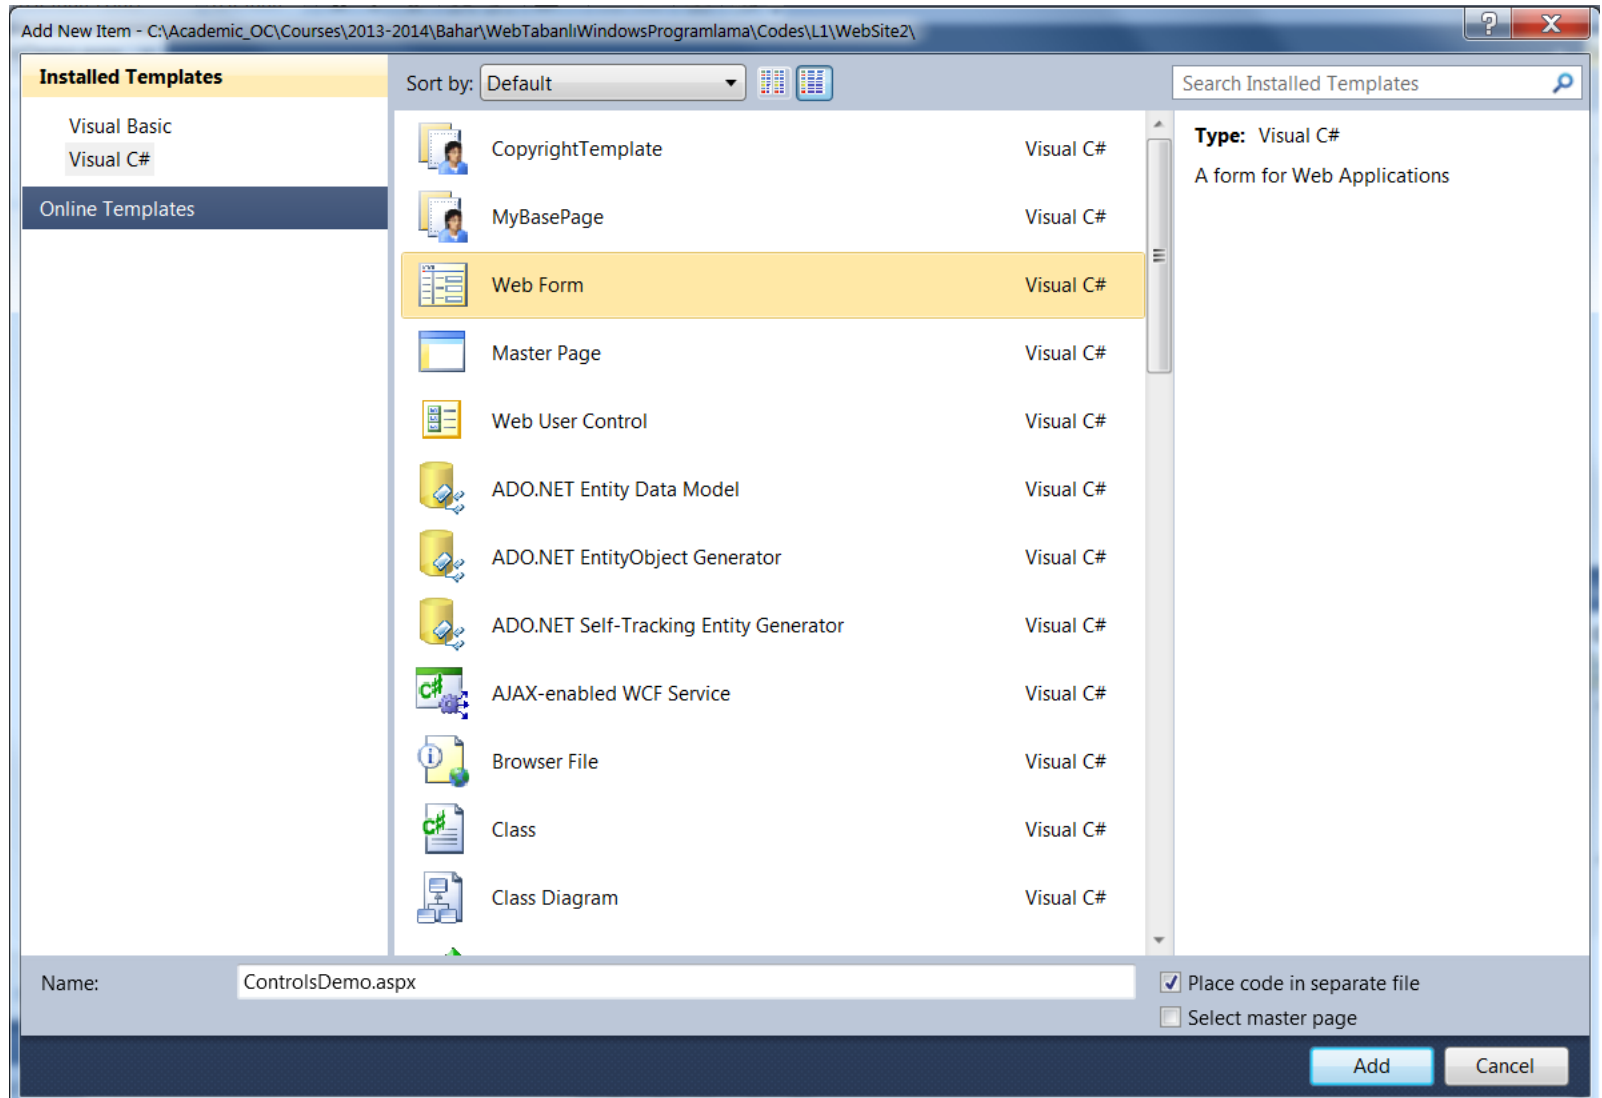 Add New Item - C:\Academic_OC\Courses\2013-2014\Bahar\WebTabanlıWindowsProgramlama\Codes\L1\WebSite2\
Installed Templates
Visual Basic
Visual C#
Online Templates
Sort by: Default
Search Installed Templates
CopyrightTemplate Visual C#
MyBasePage Visual C#
Web Form Visual C#
Master Page Visual C#
Web User Control Visual C#
ADO.NET Entity Data Model Visual C#
ADO.NET EntityObject Generator Visual C#
ADO.NET Self-Tracking Entity Generator Visual C#
AJAX-enabled WCF Service Visual C#
Browser File Visual C#
Class Visual C#
Class Diagram Visual C#
Type: Visual C#
A form for Web Applications
Name: ControlsDemo.aspx
Place code in separate file
Select master page
Add Cancel